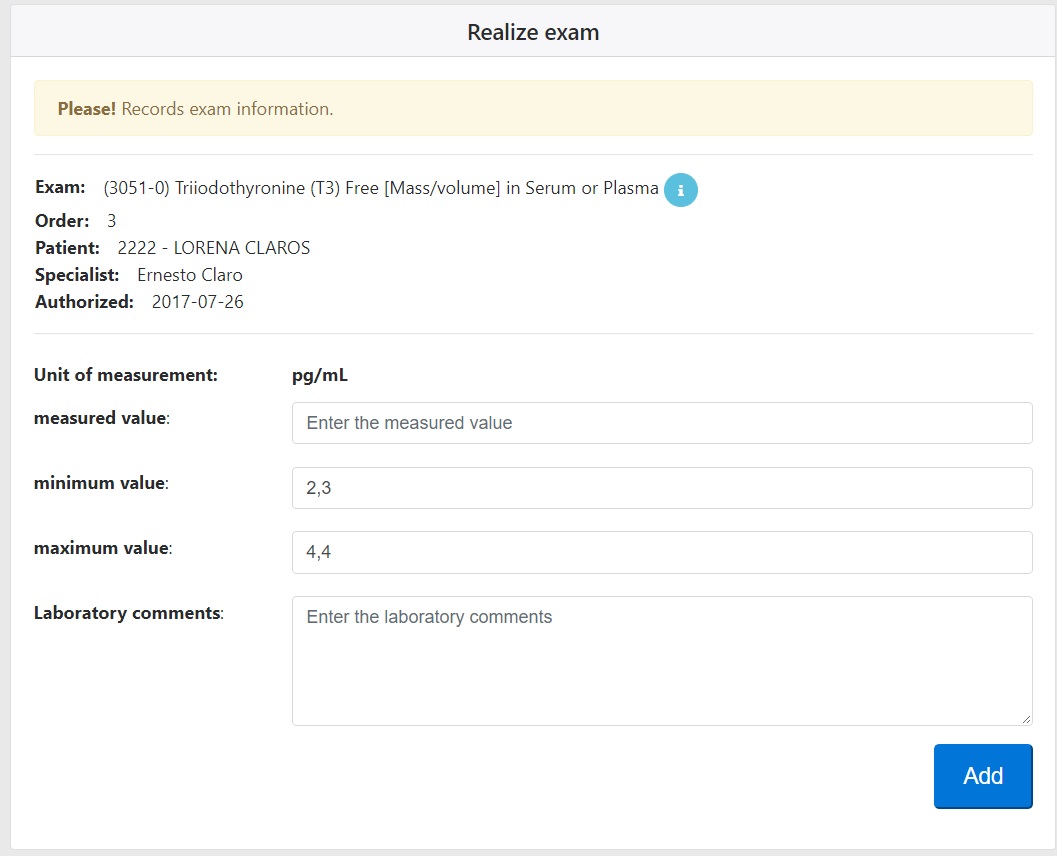 Realize exam
Please! Records exam information.
Exam: (3051-0) Triiodothyronine (T3) Free [Mass/volume] in Serum or Plasma i
Order: 3
Patient: 2222 - LORENA CLAROS
Specialist: Ernesto Claro
Authorized: 2017-07-26
Unit of measurement: pg/mL
measured value: Enter the measured value
minimum value: 2,3
maximum value: 4,4
Laboratory comments: Enter the laboratory comments
Add